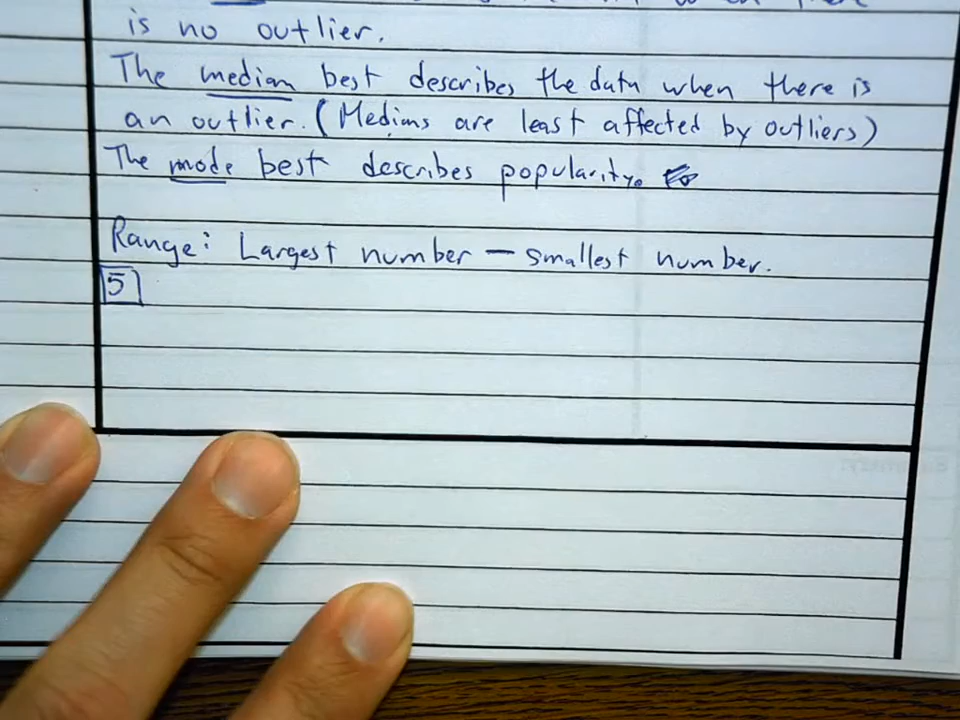 is no outlier.
The median best describes the data when there is
an outlier. (Medians are least affected by outliers)
The mode best describes popularity.
Range: Largest number - smallest number.
5